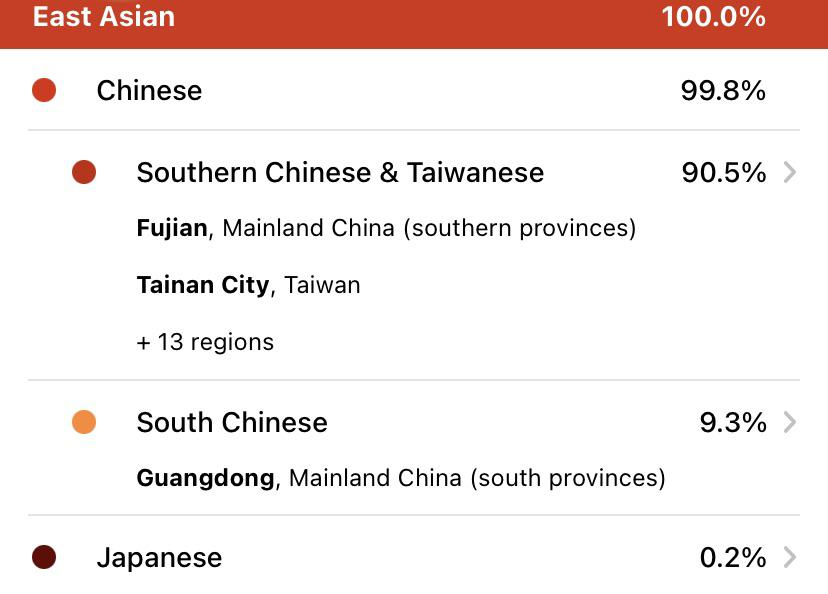 East Asian 100.0%
Chinese 99.8%
Southern Chinese & Taiwanese 90.5%
Fujian, Mainland China (southern provinces)
Tainan City, Taiwan
+ 13 regions
South Chinese 9.3%
Guangdong, Mainland China (south provinces)
Japanese 0.2%